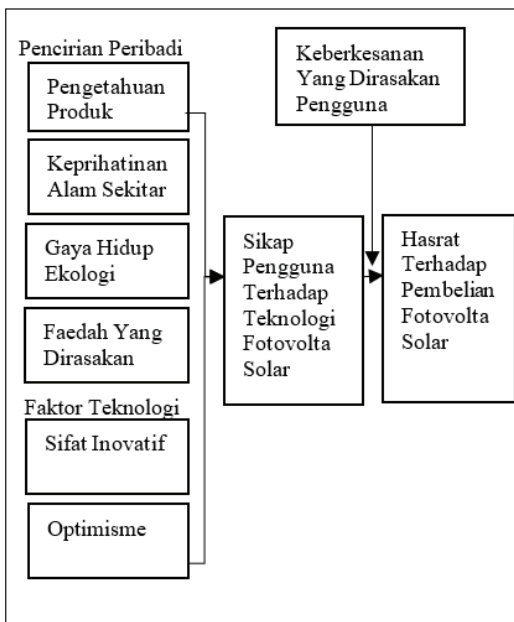 Pencirian Peribadi
Pengetahuan
Produk
Keprihatinan
Alam Sekitar
Gaya Hidup
Ekologi
Faedah Yang
Dirasakan
Faktor Teknologi
Sifat Inovatif
Optimisme
Keberkesanan
Yang Dirasakan
Pengguna
Sikap
Pengguna
Terhadap
Teknologi
Fotovolta
Solar
Hasrat
Terhadap
Pembelian
Fotovolta
Solar